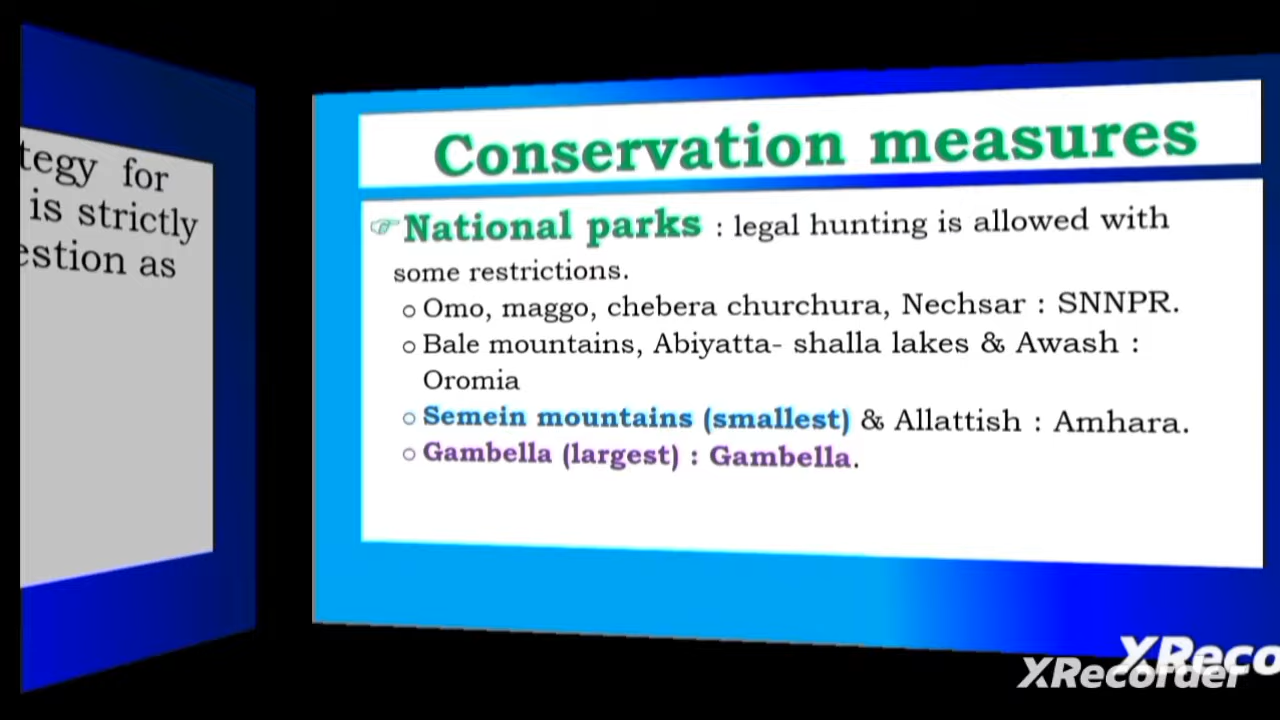 tegy for
is strictly
estion as
Conservation measures
☞National parks : legal hunting is allowed with
some restrictions.
○ Omo, maggo, chebera churchura, Nechsar : SNNPR.
○ Bale mountains, Abiyatta- shalla lakes & Awash :
Oromia
○ Semein mountains (smallest) & Allattish : Amhara.
○ Gambella (largest) : Gambella.
XReco
XRecorder